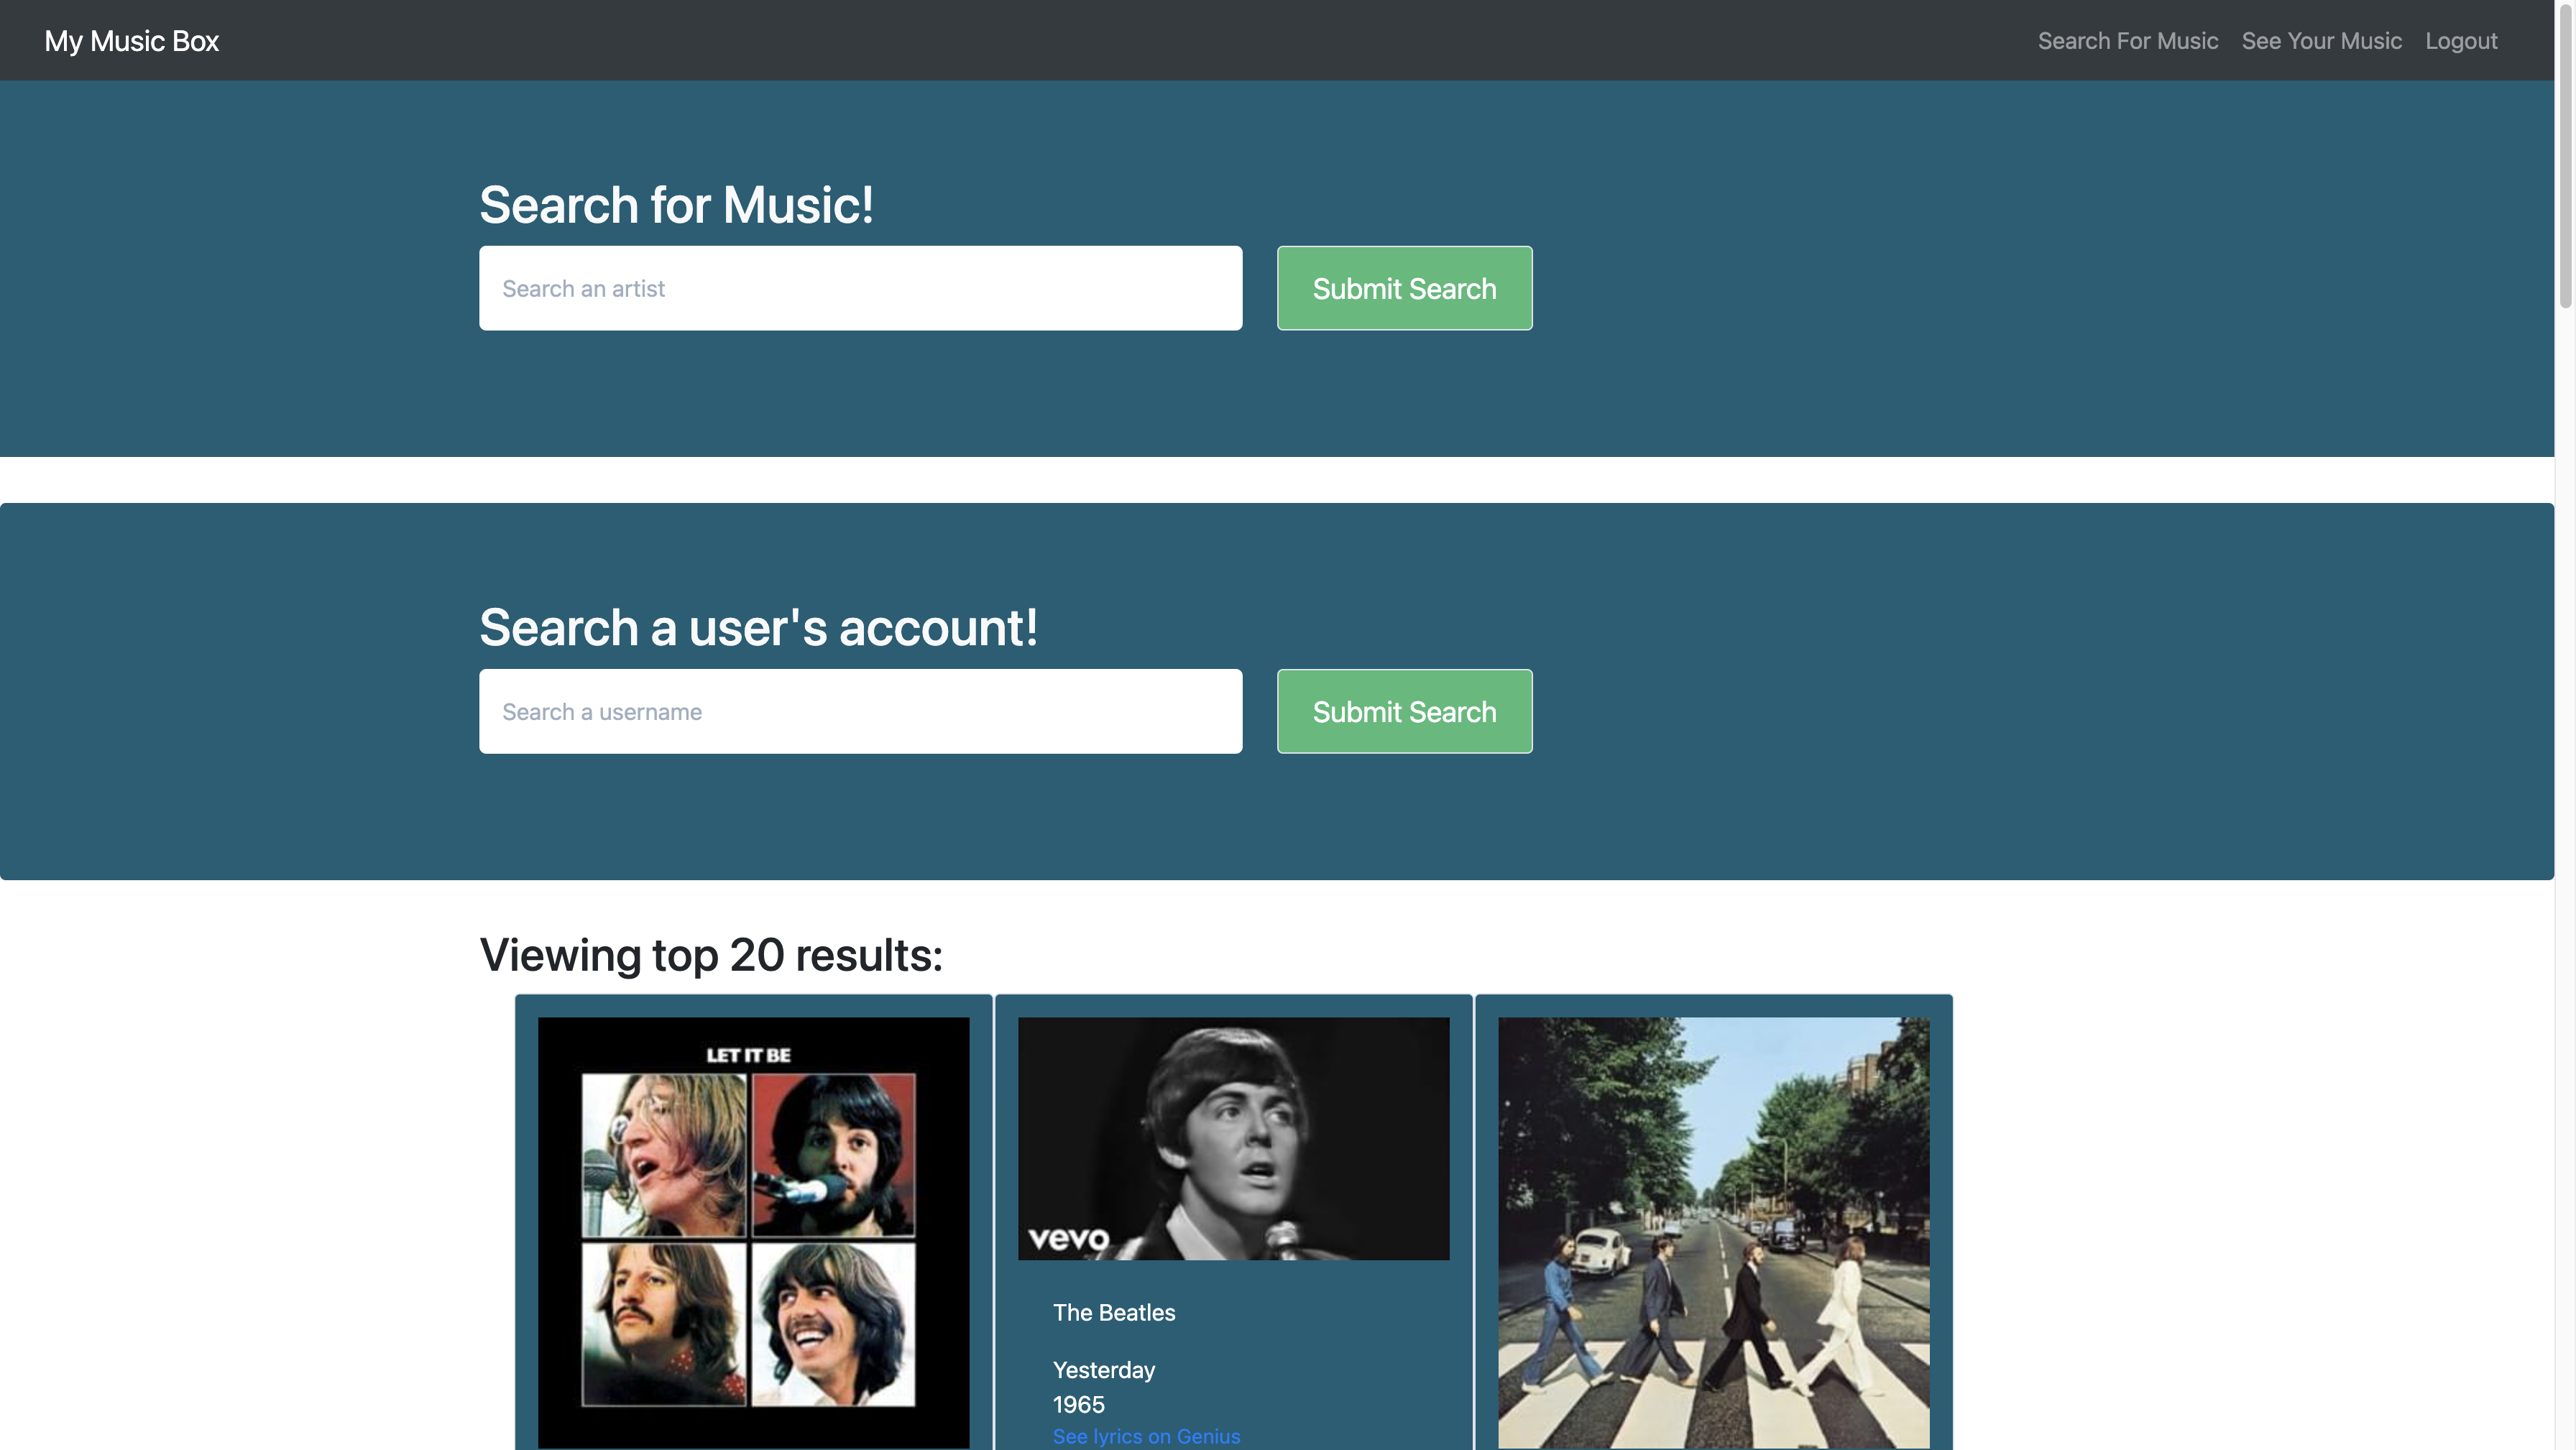 My Music Box
Search For Music
See Your Music
Logout
Search for Music!
Search an artist
Submit Search
Search a user's account!
Search a username
Submit Search
Viewing top 20 results:
LET IT BE
vevo
The Beatles
Yesterday
1965
See lyrics on Genius